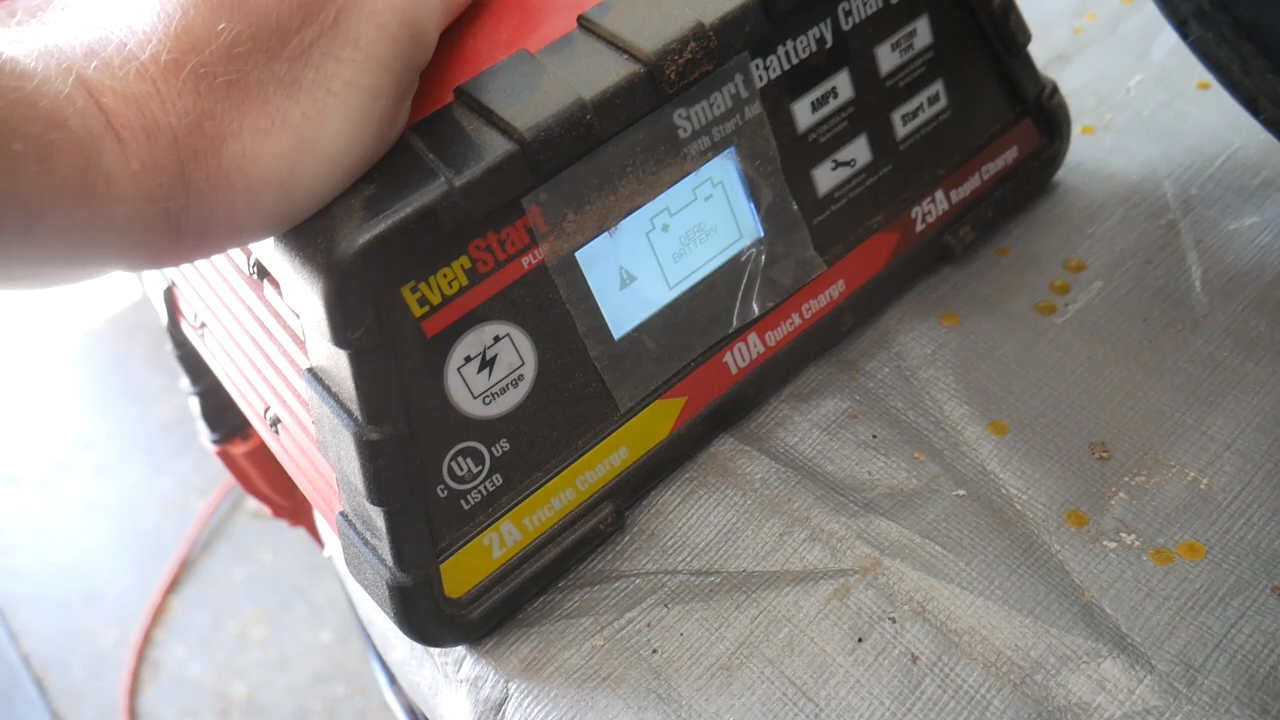 Smart Battery Char
With Start Aid
EverStart
PLU
DEAD
BATTERY
AMPS
BATTERY
TYPE
Start Aid
Charge
C UL US
LISTED
2A Trickle Charge
10A Quick Charge
25A Rapid Charge